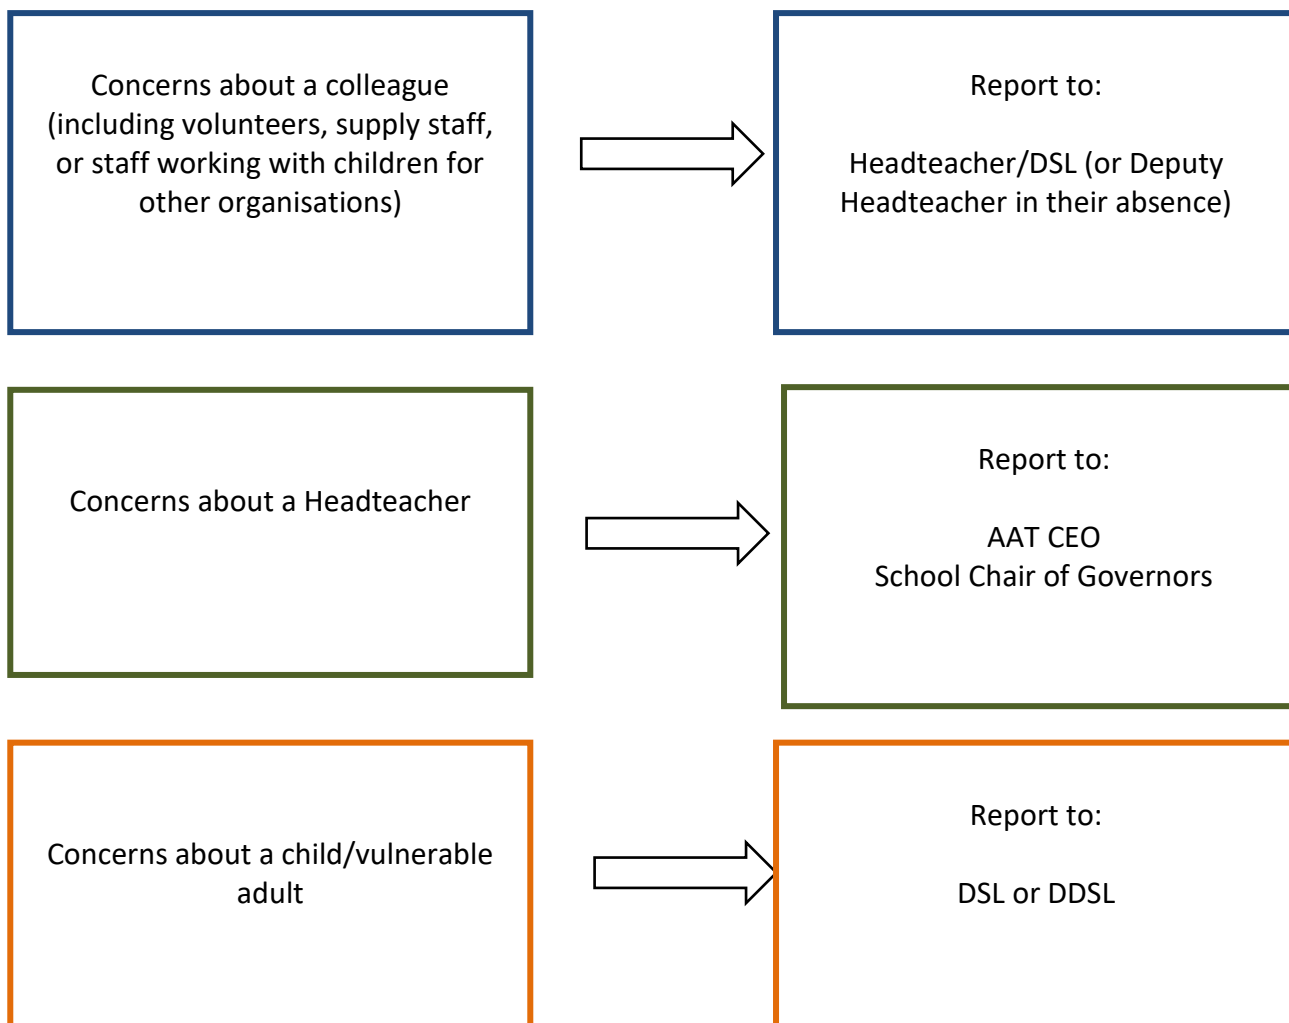 Concerns about a colleague
(including volunteers, supply staff,
or staff working with children for
other organisations)
Report to:
Headteacher/DSL (or Deputy
Headteacher in their absence)
Concerns about a Headteacher
Report to:
AAT CEO
School Chair of Governors
Concerns about a child/vulnerable
adult
Report to:
DSL or DDSL